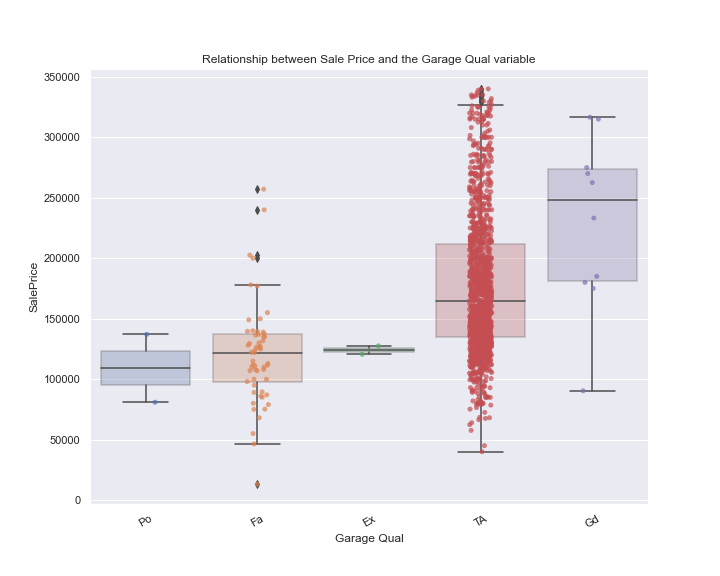 Relationship between Sale Price and the Garage Qual variable
350000
300000
250000
200000
150000
100000
50000
0
SalePrice
Po
Fa
Ex
TA
Gd
Garage Qual